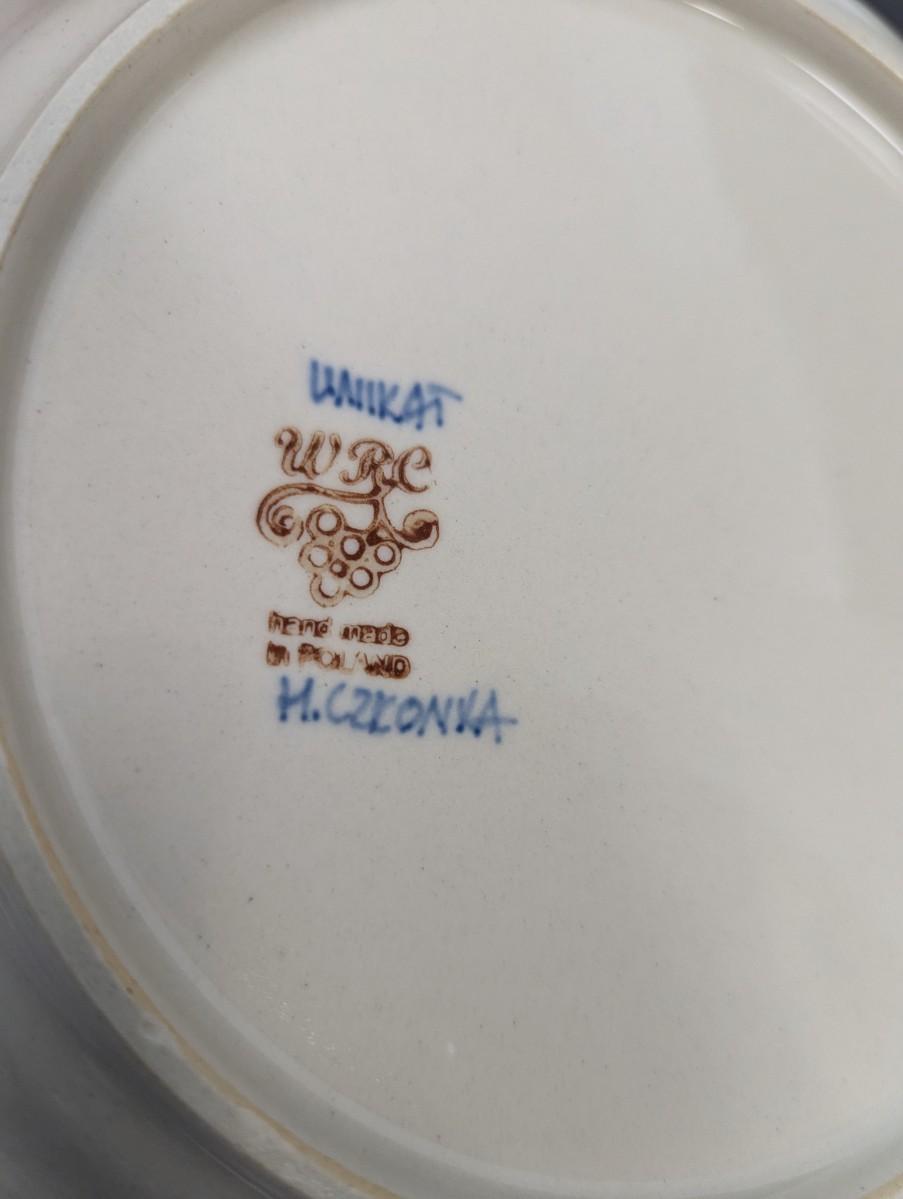 UNIKAT
WRC
hand made
in POLAND
H.CZKONKA